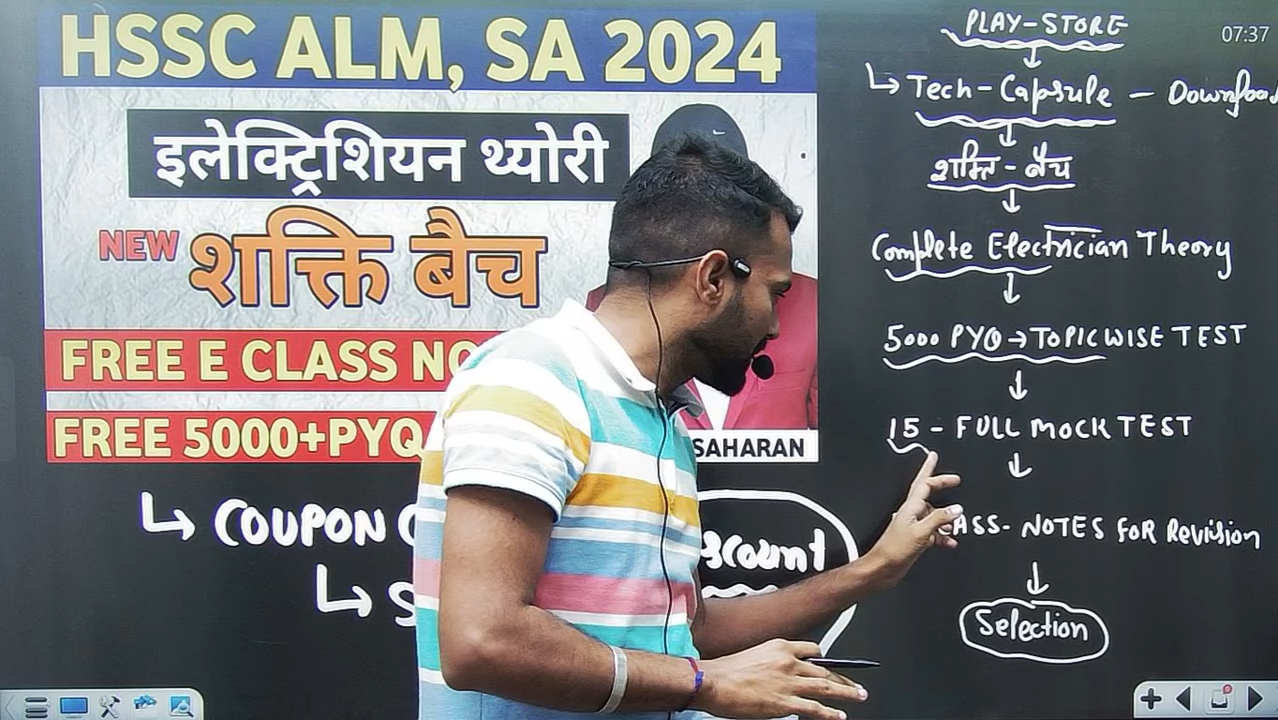 HSSC ALM, SA 2024
इलेक्ट्रिशियन थ्योरी
NEW शक्ति बैच
FREE E CLASS NO
FREE 5000+PYQ
SAHARAN
↳ COUPON
scount
↳ S
07:37
PLAY-STORE
↳ Tech-Capsule - Download
शक्ति-बैच
Complete Electrician Theory
5000 PYQ → TOPICWISE TEST
15 - FULL MOCK TEST
ASS- NOTES FOR Revision
Selection